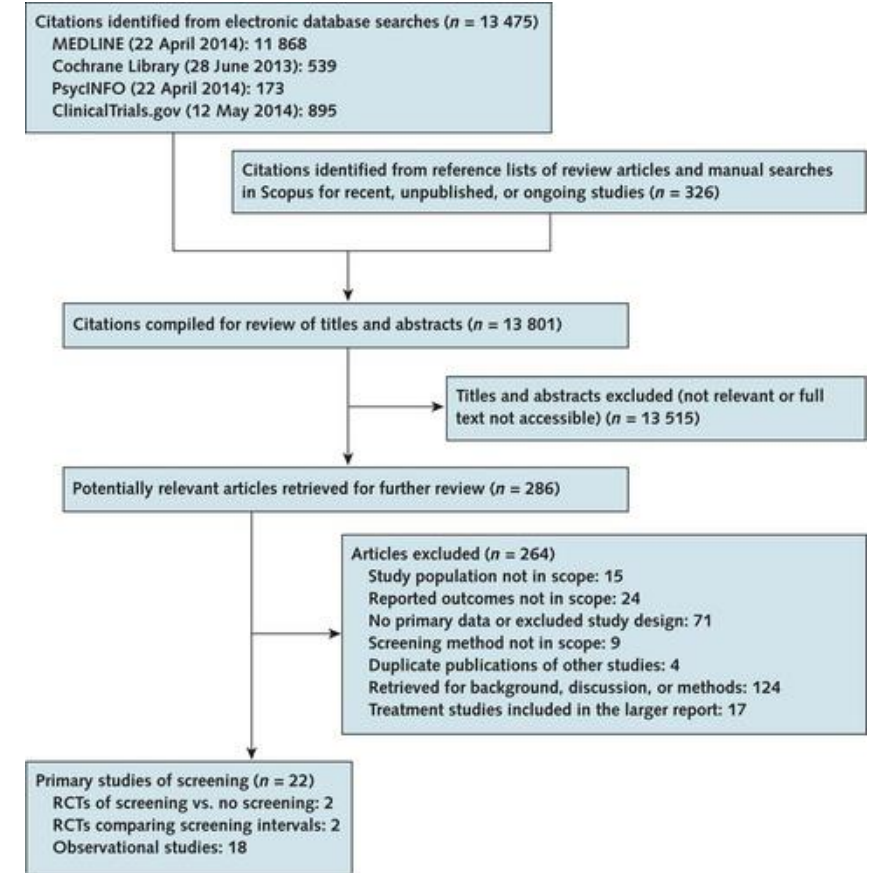 Citations identified from electronic database searches (n = 13 475)
MEDLINE (22 April 2014): 11 868
Cochrane Library (28 June 2013): 539
PsycINFO (22 April 2014): 173
ClinicalTrials.gov (12 May 2014): 895
Citations identified from reference lists of review articles and manual searches
in Scopus for recent, unpublished, or ongoing studies (n = 326)
Citations compiled for review of titles and abstracts (n = 13 801)
Titles and abstracts excluded (not relevant or full
text not accessible) (n = 13 515)
Potentially relevant articles retrieved for further review (n = 286)
Articles excluded (n = 264)
Study population not in scope: 15
Reported outcomes not in scope: 24
No primary data or excluded study design: 71
Screening method not in scope: 9
Duplicate publications of other studies: 4
Retrieved for background, discussion, or methods: 124
Treatment studies included in the larger report: 17
Primary studies of screening (n = 22)
RCTs of screening vs. no screening: 2
RCTs comparing screening intervals: 2
Observational studies: 18